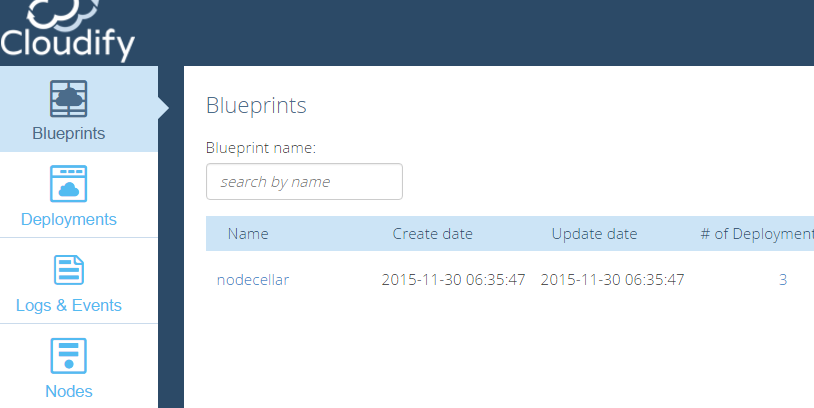 Cloudify
Blueprints
Deployments
Logs & Events
Nodes
Blueprints
Blueprint name:
search by name
Name Create date Update date # of Deployment
nodecellar 2015-11-30 06:35:47 2015-11-30 06:35:47 3